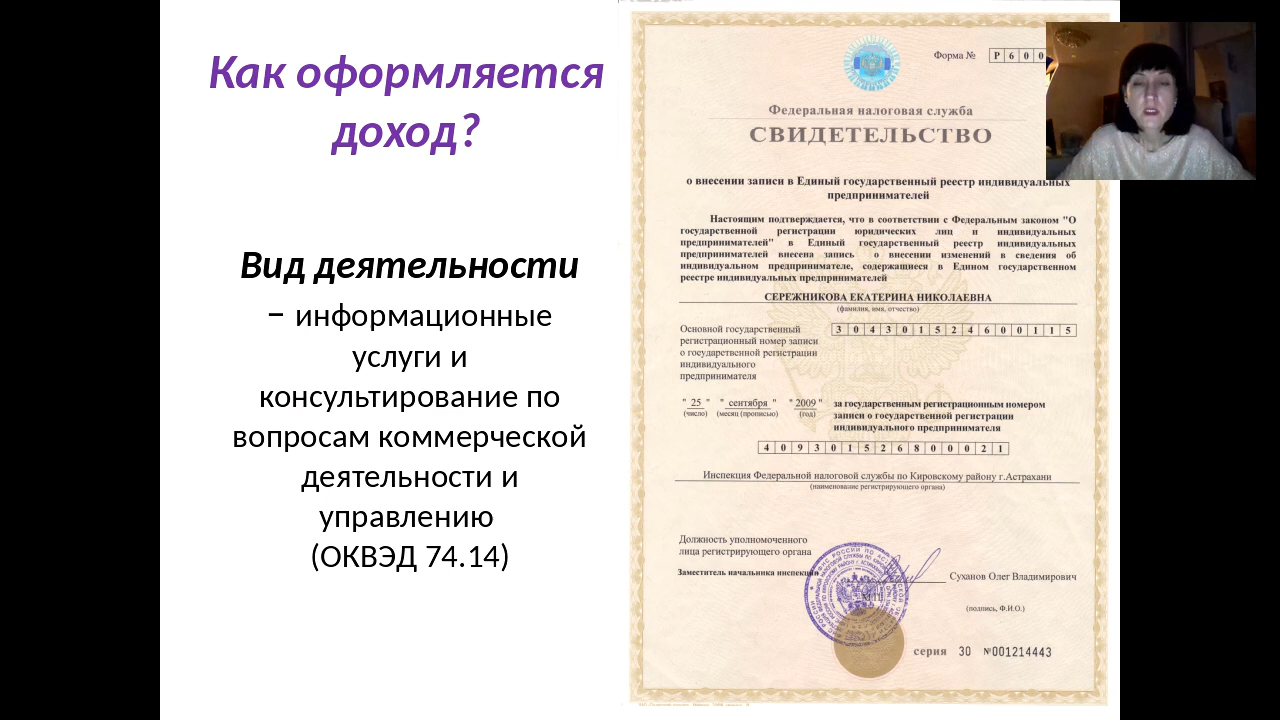 Как оформляется
доход?
Вид деятельности
– информационные
услуги и
консультирование по
вопросам коммерческой
деятельности и
управлению
(ОКВЭД 74.14)
Форма № Р 6 0 0
Федеральная налоговая служба
СВИДЕТЕЛЬСТВО
о внесении записи в Единый государственный реестр индивидуальных
предпринимателей
Настоящим подтверждается, что в соответствии с Федеральным законом "О
государственной регистрации юридических лиц и индивидуальных
предпринимателей" в Единый государственный реестр индивидуальных
предпринимателей внесена запись о внесении изменений в сведения об
индивидуальном предпринимателе, содержащиеся в Едином государственном
реестре индивидуальных предпринимателей
СЕРЕЖНИКОВА ЕКАТЕРИНА НИКОЛАЕВНА
(фамилия, имя, отчество)
Основной государственный 3 0 4 3 0 1 5 2 4 6 0 0 1 1 5
регистрационный номер записи
о государственной регистрации
индивидуального
предпринимателя
" 25 " " сентября " " 2009 " за государственным регистрационным номером
(число) (месяц (прописью) (год) записи о государственной регистрации
индивидуального предпринимателя
4 0 9 3 0 1 5 2 6 8 0 0 0 2 1
Инспекция Федеральной налоговой службы по Кировскому району г.Астрахани
(наименование регистрирующего органа)
Должность уполномоченного
лица регистрирующего органа
Заместитель начальника инспекции Суханов Олег Владимирович
(подпись, Ф.И.О.)
серия 30 №001214443